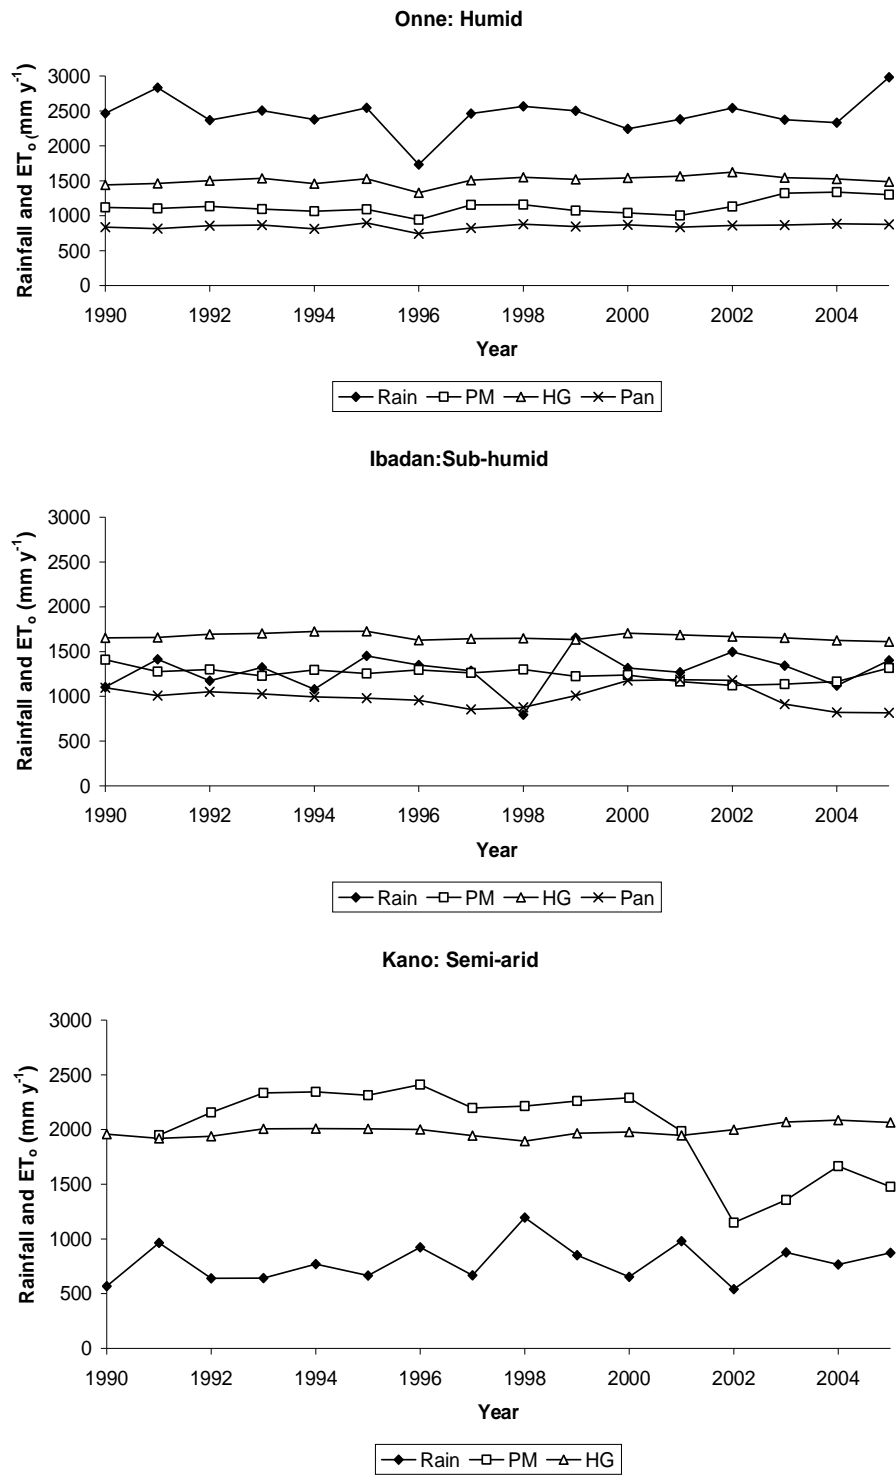 Onne: Humid
Rainfall and ETo (mm y-1)
3000
2500
2000
1500
1000
500
0
1990 1992 1994 1996 1998 2000 2002 2004
Year
Rain PM HG Pan
Ibadan:Sub-humid
Rainfall and ETo (mm y-1)
3000
2500
2000
1500
1000
500
0
1990 1992 1994 1996 1998 2000 2002 2004
Year
Rain PM HG Pan
Kano: Semi-arid
Rainfall and ETo (mm y-1)
3000
2500
2000
1500
1000
500
0
1990 1992 1994 1996 1998 2000 2002 2004
Year
Rain PM HG